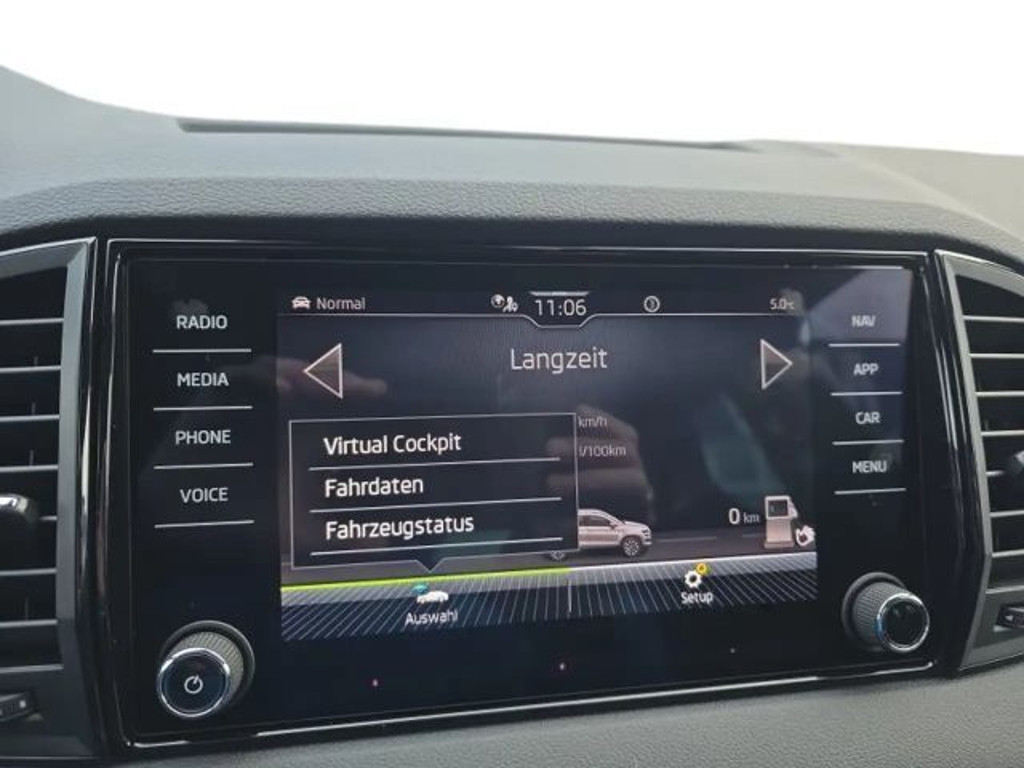 RADIO
MEDIA
PHONE
VOICE
Normal
11:06
5.0°C
Langzeit
km/h
l/100km
Virtual Cockpit
Fahrdaten
Fahrzeugstatus
0 km
Auswahl
Setup
NAV
APP
CAR
MENU